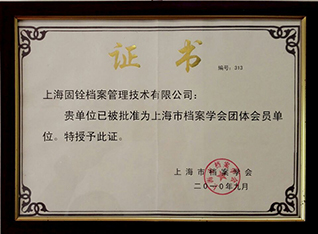 证书
编号：313
上海固铨档案管理技术有限公司：
贵单位已被批准为上海市档案学会团体会员单
位。特授予此证。
上海市档案学会
二〇一〇年九月